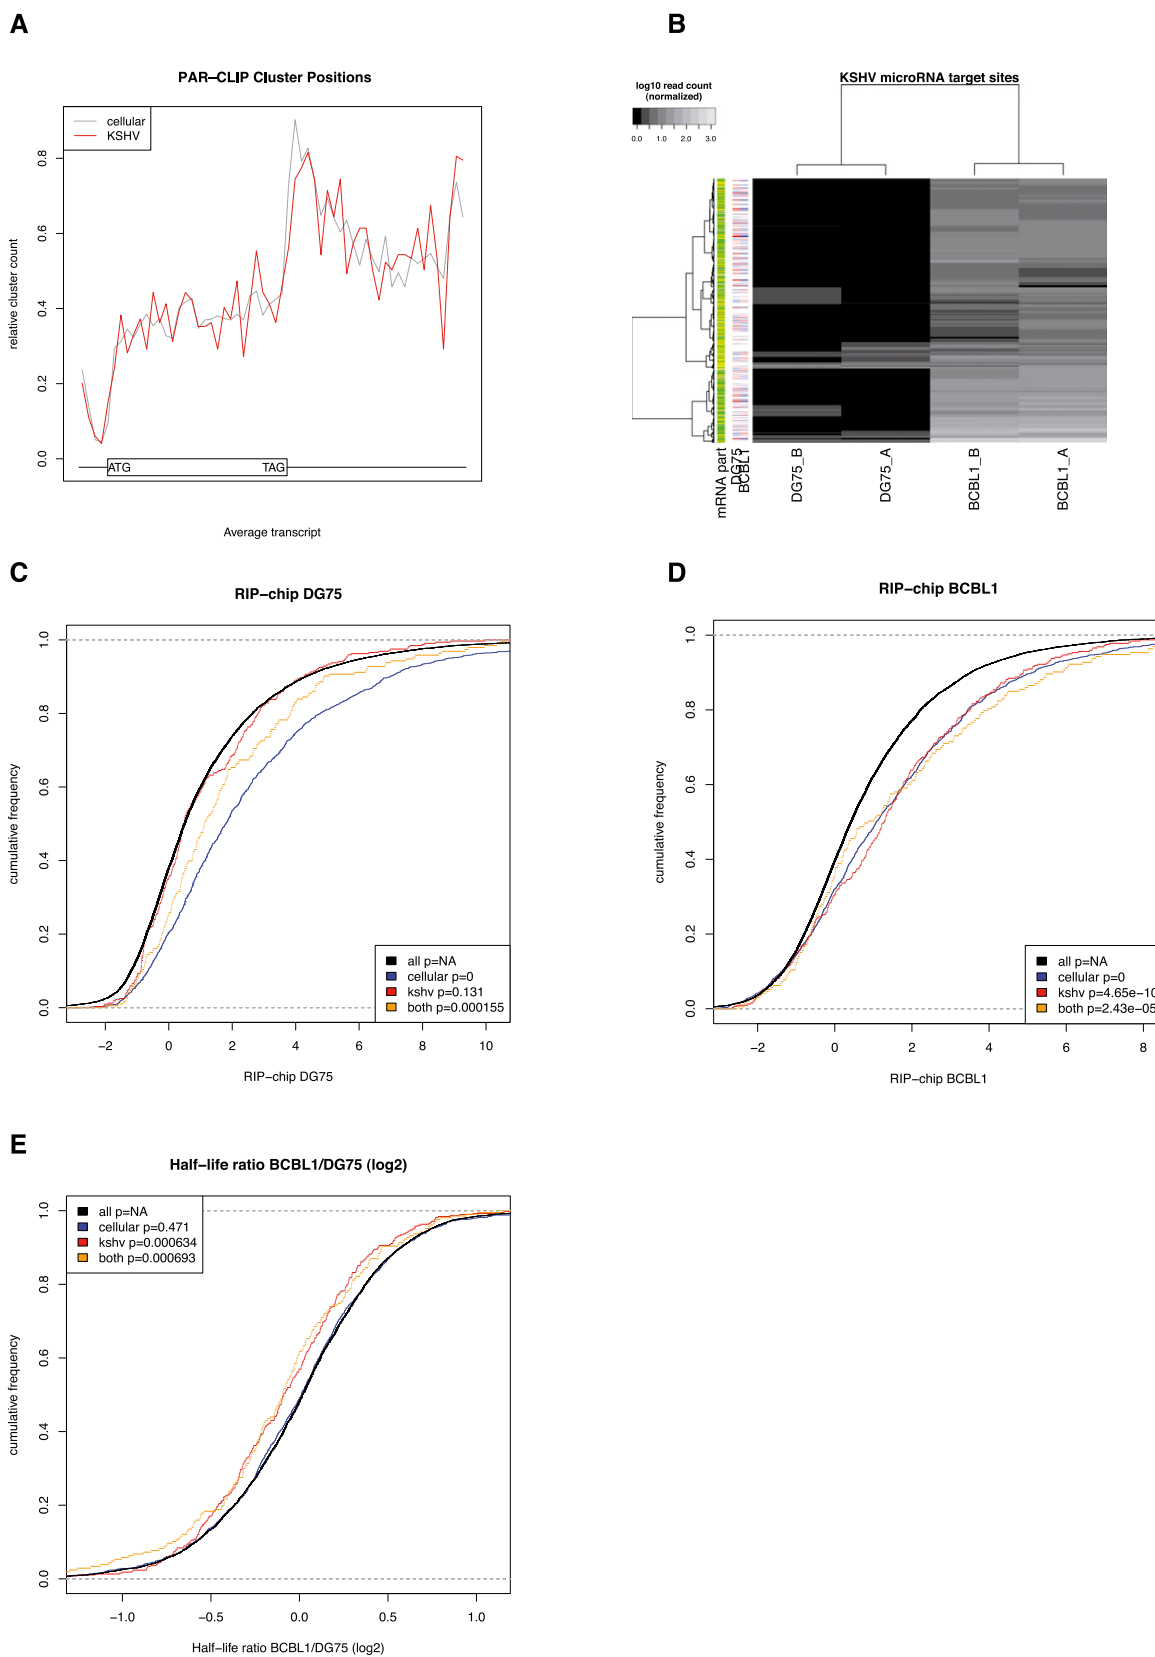 A
PAR−CLIP Cluster Positions
cellular
KSHV
relative cluster count
0.0
0.2
0.4
0.6
0.8
ATG
TAG
Average transcript
B
KSHV microRNA target sites
log10 read count
(normalized)
0.0 1.0 2.0 3.0
mRNA part
DG75
BCBL1
DG75_B
DG75_A
BCBL1_B
BCBL1_A
C
RIP−chip DG75
cumulative frequency
0.0
0.2
0.4
0.6
0.8
1.0
all p=NA
cellular p=0
kshv p=0.131
both p=0.000155
−2 0 2 4 6 8 10
RIP−chip DG75
D
RIP−chip BCBL1
cumulative frequency
0.0
0.2
0.4
0.6
0.8
1.0
all p=NA
cellular p=0
kshv p=4.65e−10
both p=2.43e−05
−2 0 2 4 6 8
RIP−chip BCBL1
E
Half−life ratio BCBL1/DG75 (log2)
all p=NA
cellular p=0.471
kshv p=0.000634
both p=0.000693
cumulative frequency
0.0
0.2
0.4
0.6
0.8
1.0
−1.0 −0.5 0.0 0.5 1.0
Half−life ratio BCBL1/DG75 (log2)